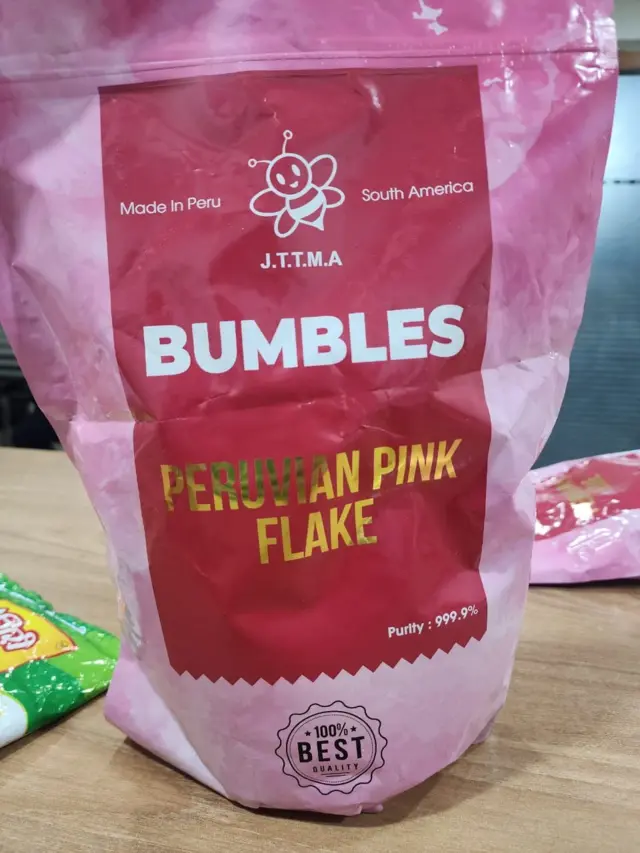 Made In Peru
South America
J.T.T.M.A
BUMBLES
PERUVIAN PINK
FLAKE
Purity : 999.9%
100%
BEST
QUALITY